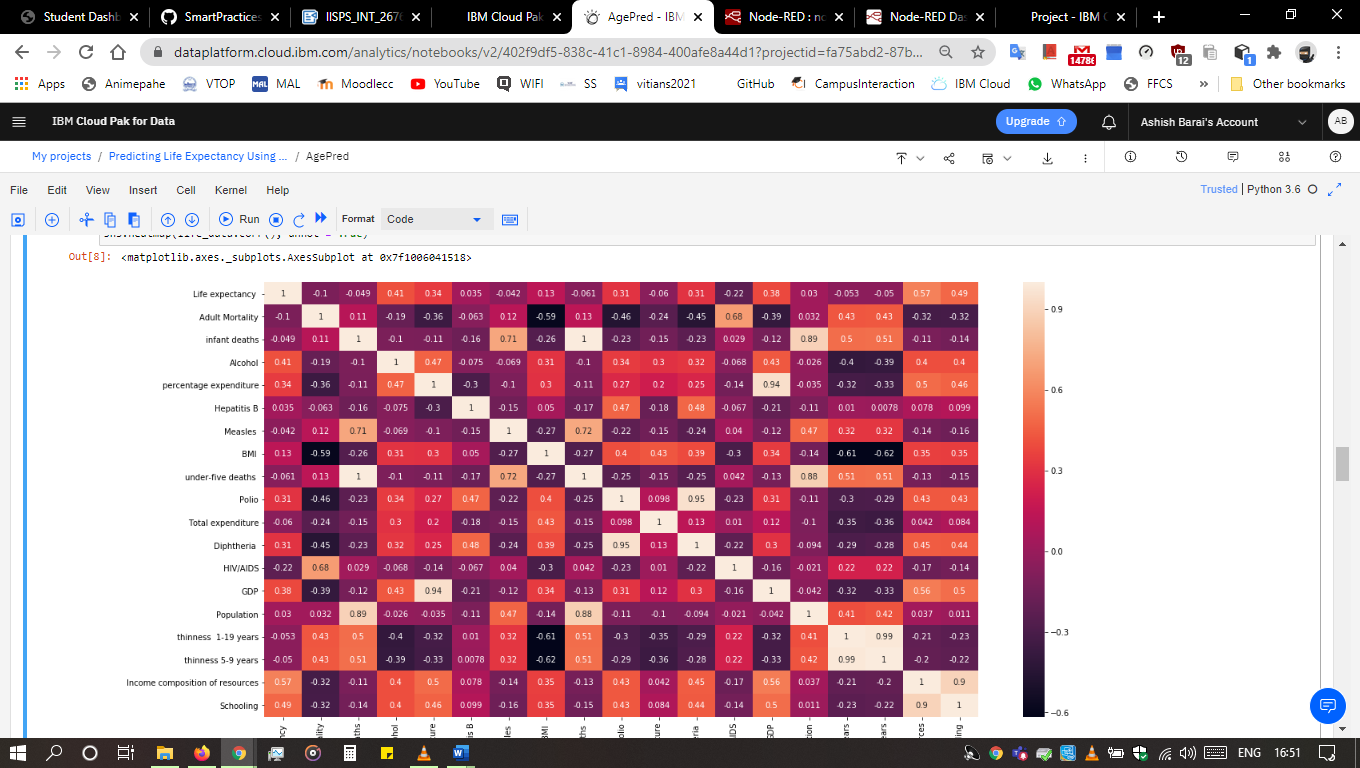 Student Dashb
SmartPractices
IISPS_INT_2676
IBM Cloud Pak
AgePred - IBM
Node-RED : no
Node-RED Das
Project - IBM C
dataplatform.cloud.ibm.com/analytics/notebooks/v2/402f9df5-838c-41c1-8984-400afe8a44d1?projectid=fa75abd2-87b...
Apps Animepahe VTOP MAL Moodlecc YouTube WIFI SS vitians2021 GitHub CampusInteraction IBM Cloud WhatsApp FFCS » Other bookmarks
IBM Cloud Pak for Data
Upgrade
Ashish Barai's Account
AB
My projects / Predicting Life Expectancy Using ... / AgePred
File Edit View Insert Cell Kernel Help
Trusted | Python 3.6
Run
Format Code
Out[8]: <matplotlib.axes._subplots.AxesSubplot at 0x7f1006041518>
Life expectancy 1 -0.1 -0.049 0.41 0.34 0.035 -0.042 0.13 -0.061 0.31 -0.06 0.31 -0.22 0.38 0.03 -0.053 -0.05 0.57 0.49
Adult Mortality -0.1 1 0.11 -0.19 -0.36 -0.063 0.12 -0.59 0.13 -0.46 -0.24 -0.45 0.68 -0.39 0.032 0.43 0.43 -0.32 -0.32
infant deaths -0.049 0.11 1 -0.1 -0.11 -0.16 0.71 -0.26 1 -0.23 -0.15 -0.23 0.029 -0.12 0.89 0.5 0.51 -0.11 -0.14
Alcohol 0.41 -0.19 -0.1 1 0.47 -0.075 -0.069 0.31 -0.1 0.34 0.3 0.32 -0.068 0.43 -0.026 -0.4 -0.39 0.4 0.4
percentage expenditure 0.34 -0.36 -0.11 0.47 1 -0.3 -0.1 0.3 -0.11 0.27 0.2 0.25 -0.14 0.94 -0.035 -0.32 -0.33 0.5 0.46
Hepatitis B 0.035 -0.063 -0.16 -0.075 -0.3 1 -0.15 0.05 -0.17 0.47 -0.18 0.48 -0.067 -0.21 -0.11 0.01 0.0078 0.078 0.099
Measles -0.042 0.12 0.71 -0.069 -0.1 -0.15 1 -0.27 0.72 -0.22 -0.15 -0.24 0.04 -0.12 0.47 0.32 0.32 -0.14 -0.16
BMI 0.13 -0.59 -0.26 0.31 0.3 0.05 -0.27 1 -0.27 0.4 0.43 0.39 -0.3 0.34 -0.14 -0.61 -0.62 0.35 0.35
under-five deaths -0.061 0.13 1 -0.1 -0.11 -0.17 0.72 -0.27 1 -0.25 -0.15 -0.25 0.042 -0.13 0.88 0.51 0.51 -0.13 -0.15
Polio 0.31 -0.46 -0.23 0.34 0.27 0.47 -0.22 0.4 -0.25 1 0.098 0.95 -0.23 0.31 -0.11 -0.3 -0.29 0.43 0.43
Total expenditure -0.06 -0.24 -0.15 0.3 0.2 -0.18 -0.15 0.43 -0.15 0.098 1 0.13 0.01 0.12 -0.1 -0.35 -0.36 0.042 0.084
Diphtheria 0.31 -0.45 -0.23 0.32 0.25 0.48 -0.24 0.39 -0.25 0.95 0.13 1 -0.22 0.3 -0.094 -0.29 -0.28 0.45 0.44
HIV/AIDS -0.22 0.68 0.029 -0.068 -0.14 -0.067 0.04 -0.3 0.042 -0.23 0.01 -0.22 1 -0.16 -0.021 0.22 0.22 -0.17 -0.14
GDP 0.38 -0.39 -0.12 0.43 0.94 -0.21 -0.12 0.34 -0.13 0.31 0.12 0.3 -0.16 1 -0.042 -0.32 -0.33 0.56 0.5
Population 0.03 0.032 0.89 -0.026 -0.035 -0.11 0.47 -0.14 0.88 -0.11 -0.1 -0.094 -0.021 -0.042 1 0.41 0.42 0.037 0.011
thinness 1-19 years -0.053 0.43 0.5 -0.4 -0.32 0.01 0.32 -0.61 0.51 -0.3 -0.35 -0.29 0.22 -0.32 0.41 1 0.99 -0.21 -0.23
thinness 5-9 years -0.05 0.43 0.51 -0.39 -0.33 0.0078 0.32 -0.62 0.51 -0.29 -0.36 -0.28 0.22 -0.33 0.42 0.99 1 -0.2 -0.22
Income composition of resources 0.57 -0.32 -0.11 0.4 0.5 0.078 -0.14 0.35 -0.13 0.43 0.042 0.45 -0.17 0.56 0.037 -0.21 -0.2 1 0.9
Schooling 0.49 -0.32 -0.14 0.4 0.46 0.099 -0.16 0.35 -0.15 0.43 0.084 0.44 -0.14 0.5 0.011 -0.23 -0.22 0.9 1
0.9
0.6
0.3
0.0
-0.3
-0.6
ENG 16:51